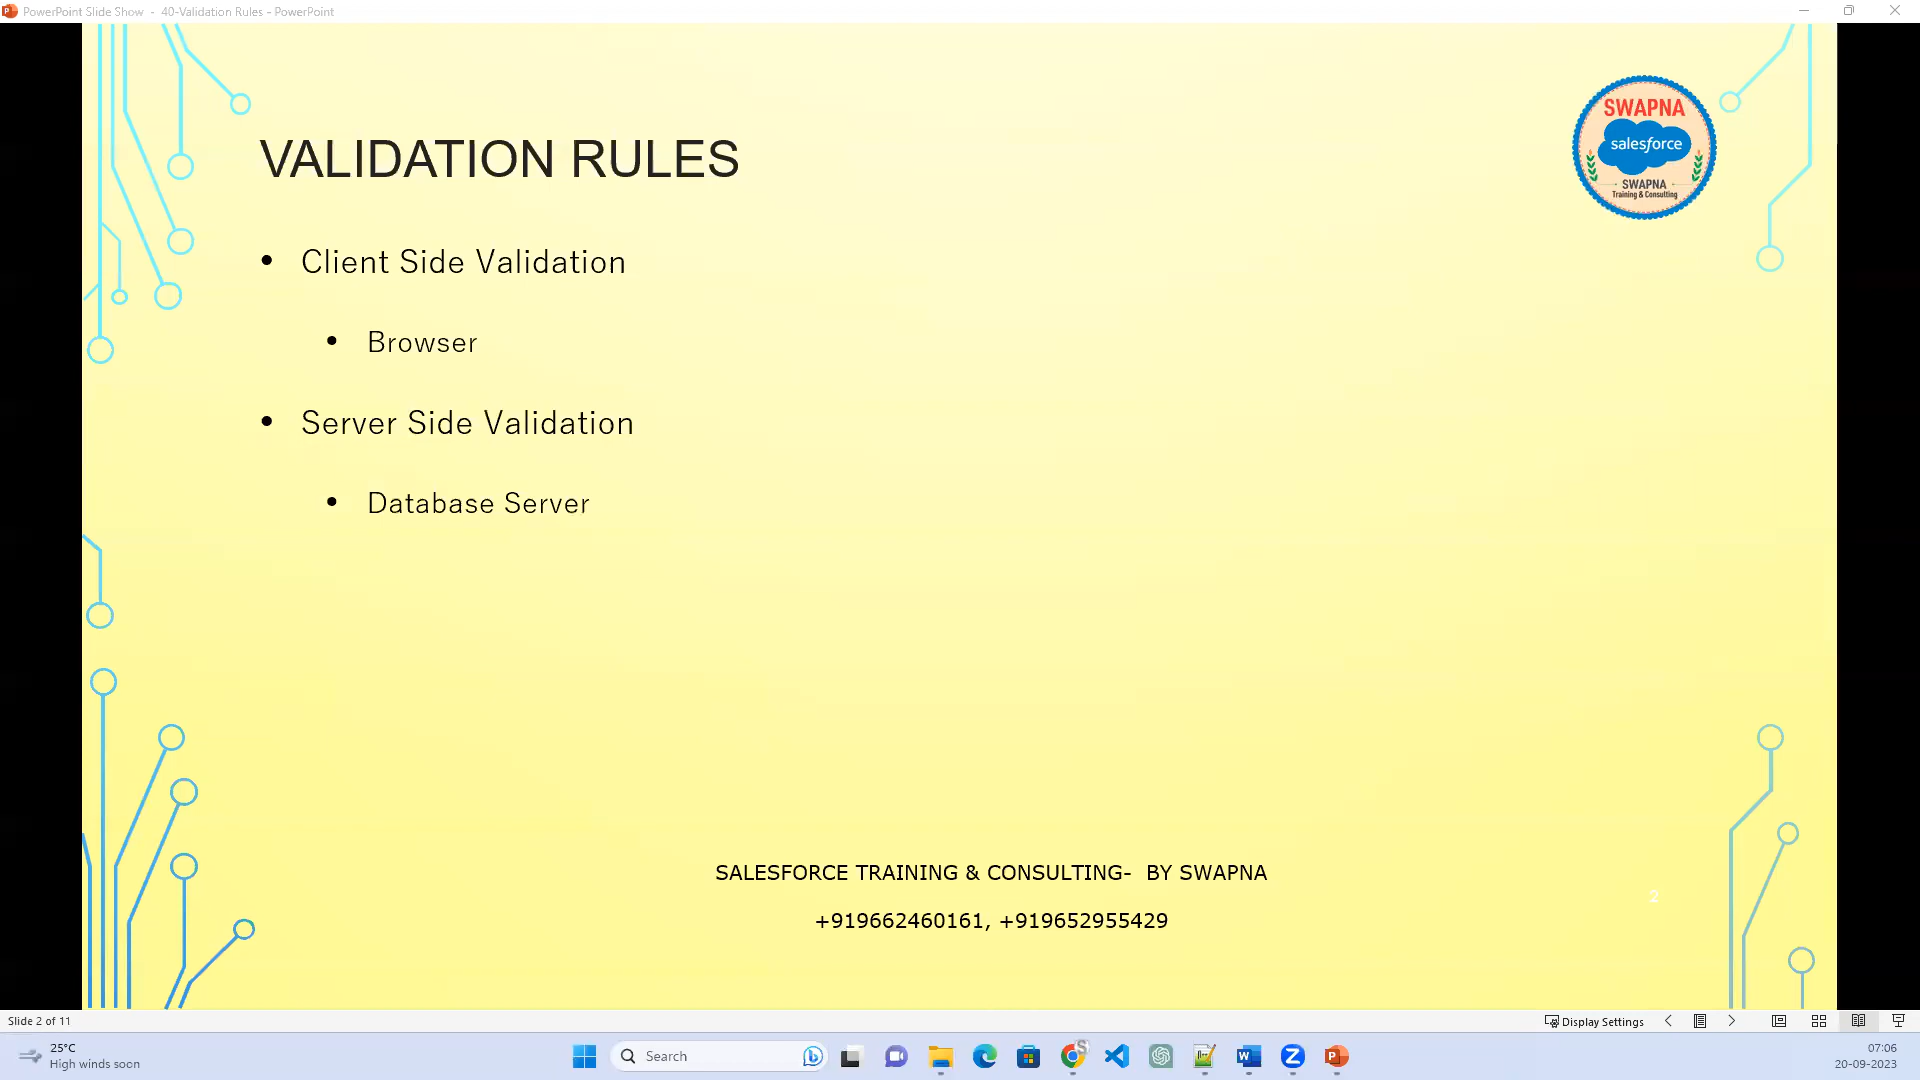 PowerPoint Slide Show - 40-Validation Rules - PowerPoint
SWAPNA
salesforce
SWAPNA
Training & Consulting
VALIDATION RULES
• Client Side Validation
• Browser
• Server Side Validation
• Database Server
SALESFORCE TRAINING & CONSULTING- BY SWAPNA
+919662460161, +919652955429
2
Slide 2 of 11
Display Settings
25°C
High winds soon
Search
07:06
20-09-2023